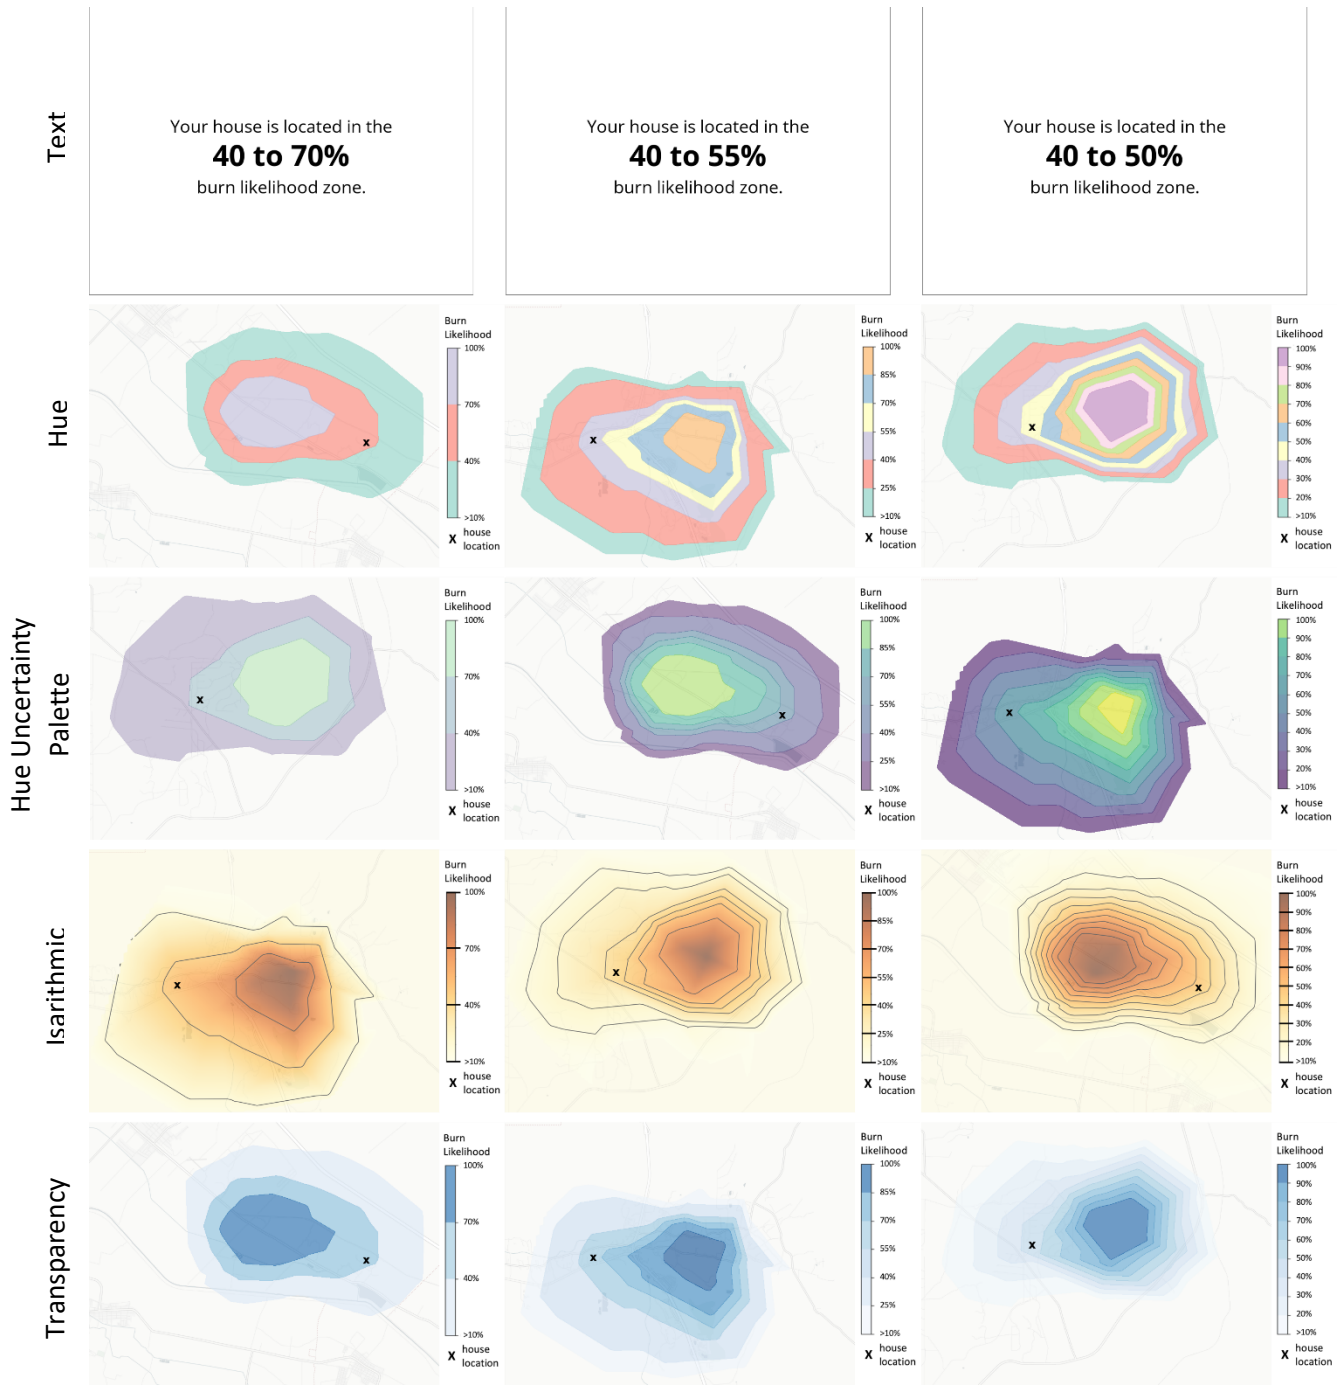 Text
Your house is located in the
40 to 70%
burn likelihood zone.
Your house is located in the
40 to 55%
burn likelihood zone.
Your house is located in the
40 to 50%
burn likelihood zone.
Hue
Burn
Likelihood
100%
70%
40%
>10%
X house
location
x
Burn
Likelihood
100%
85%
70%
55%
40%
25%
>10%
X house
location
x
Burn
Likelihood
100%
90%
80%
70%
60%
50%
40%
30%
20%
>10%
X house
location
x
Hue Uncertainty
Palette
Burn
Likelihood
100%
70%
40%
>10%
X house
location
x
Burn
Likelihood
100%
85%
70%
55%
40%
25%
>10%
X house
location
x
Burn
Likelihood
100%
90%
80%
70%
60%
50%
40%
30%
20%
>10%
X house
location
x
Isarithmic
Burn
Likelihood
100%
70%
40%
>10%
X house
location
x
Burn
Likelihood
100%
85%
70%
55%
40%
25%
>10%
X house
location
x
Burn
Likelihood
100%
90%
80%
70%
60%
50%
40%
30%
20%
>10%
X house
location
x
Transparency
Burn
Likelihood
100%
70%
40%
>10%
X house
location
x
Burn
Likelihood
100%
85%
70%
55%
40%
25%
>10%
X house
location
x
Burn
Likelihood
100%
90%
80%
70%
60%
50%
40%
30%
20%
>10%
X house
location
x